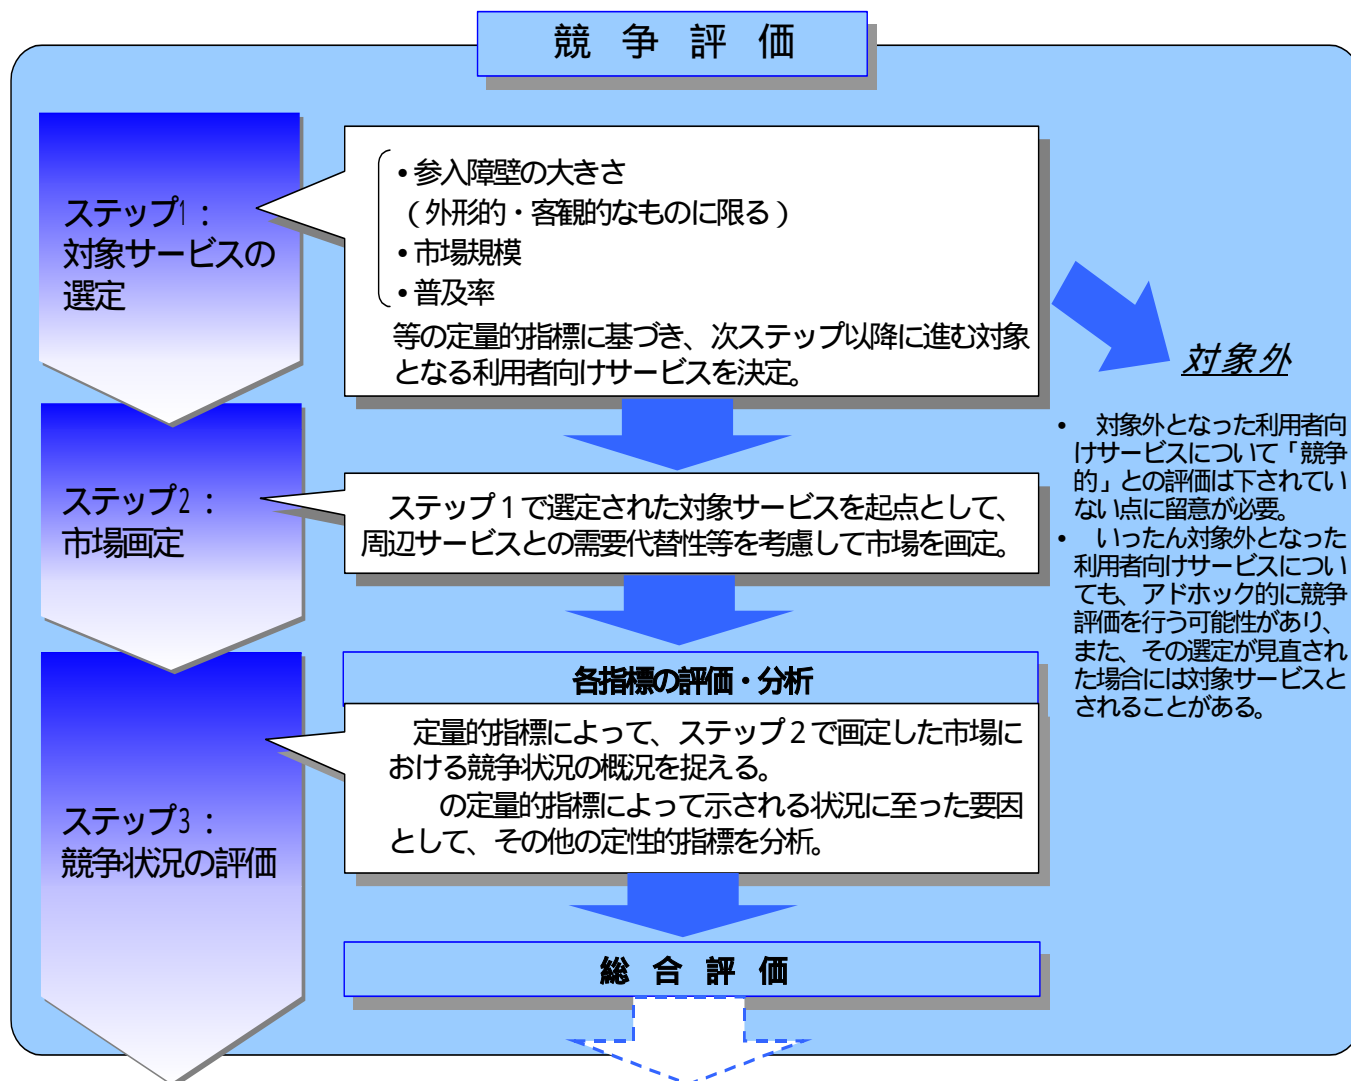 競 争 評 価
ステップ1：
対象サービスの
選定
•参入障壁の大きさ
（外形的・客観的なものに限る）
•市場規模
•普及率
等の定量的指標に基づき、次ステップ以降に進む対象
となる利用者向けサービスを決定。
対象外
• 対象外となった利用者向
けサービスについて「競争
的」との評価は下されてい
ない点に留意が必要。
• いったん対象外となった
利用者向けサービスについ
ても、アドホック的に競争
評価を行う可能性があり、
また、その選定が見直され
た場合には対象サービスと
されることがある。
ステップ2：
市場画定
ステップ１で選定された対象サービスを起点として、
周辺サービスとの需要代替性等を考慮して市場を画定。
ステップ3：
競争状況の評価
各指標の評価・分析
定量的指標によって、ステップ２で画定した市場に
おける競争状況の概況を捉える。
の定量的指標によって示される状況に至った要因
として、その他の定性的指標を分析。
総 合 評 価